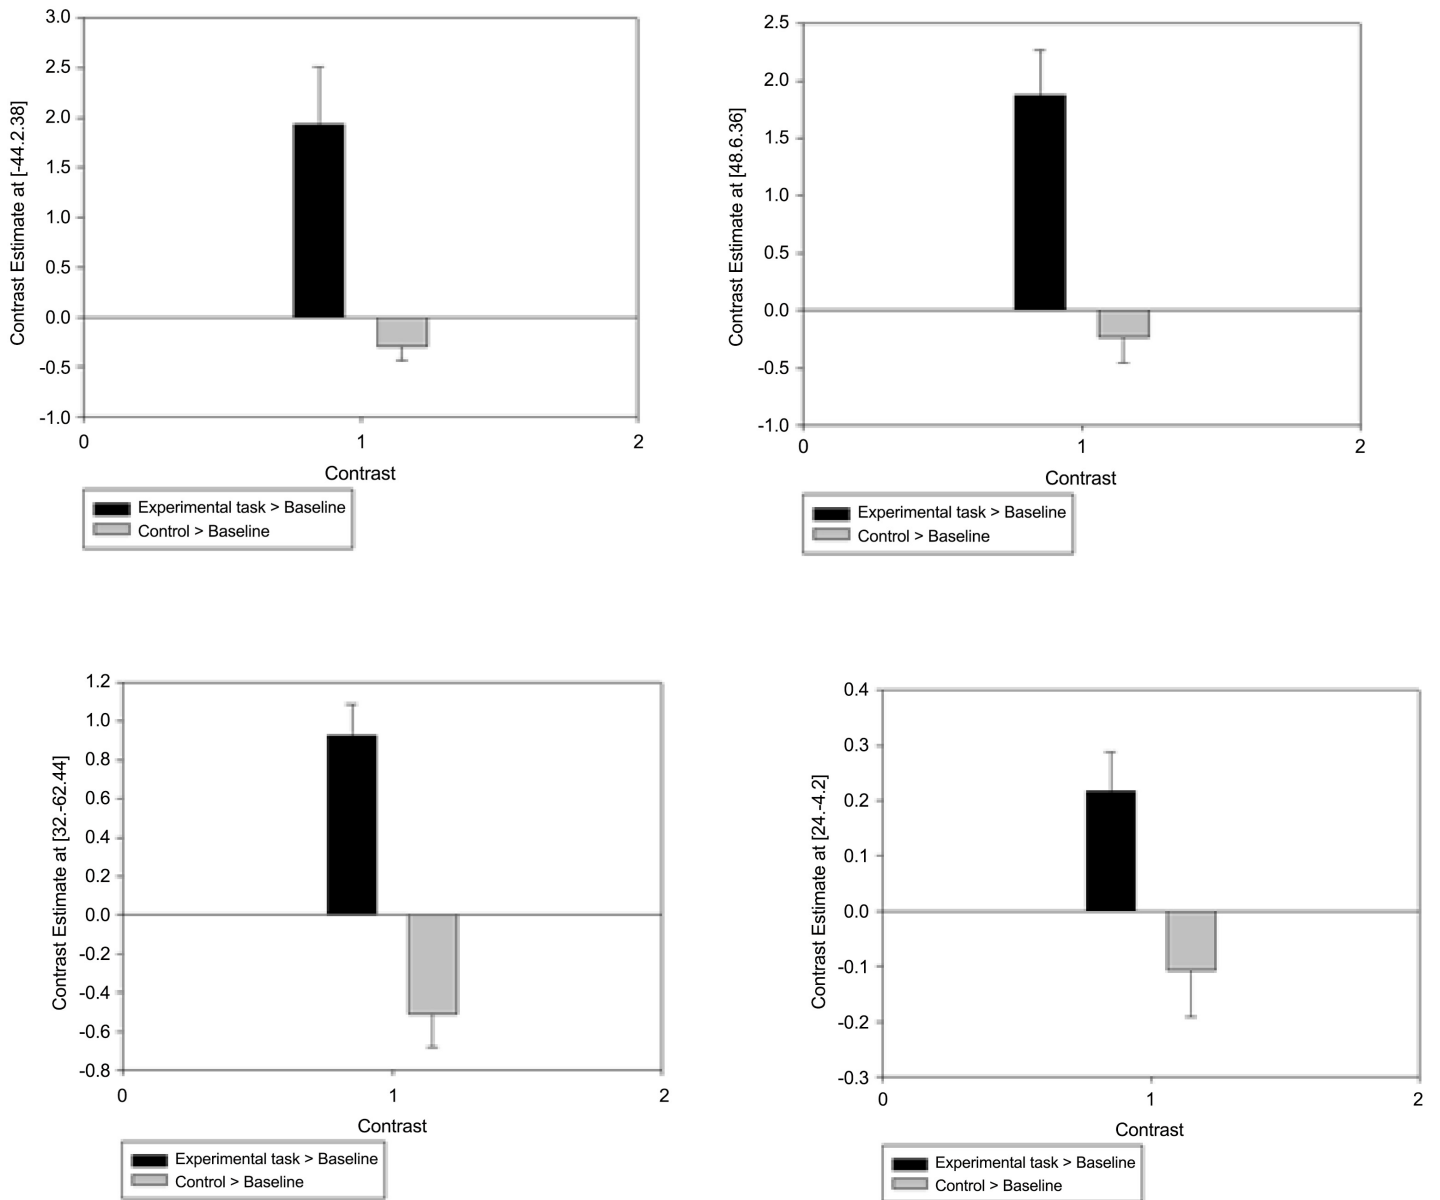 3.0
2.5
2.0
1.5
1.0
0.5
0.0
-0.5
-1.0
Contrast Estimate at [-44.2.38]
0 1 2
Contrast
Experimental task > Baseline
Control > Baseline
2.5
2.0
1.5
1.0
0.5
0.0
-0.5
-1.0
Contrast Estimate at [48.6.36]
0 1 2
Contrast
Experimental task > Baseline
Control > Baseline
1.2
1.0
0.8
0.6
0.4
0.2
0.0
-0.2
-0.4
-0.6
-0.8
Contrast Estimate at [32.-62.44]
0 1 2
Contrast
Experimental task > Baseline
Control > Baseline
0.4
0.3
0.2
0.1
0.0
-0.1
-0.2
-0.3
Contrast Estimate at [24.-4.2]
0 1 2
Contrast
Experimental task > Baseline
Control > Baseline